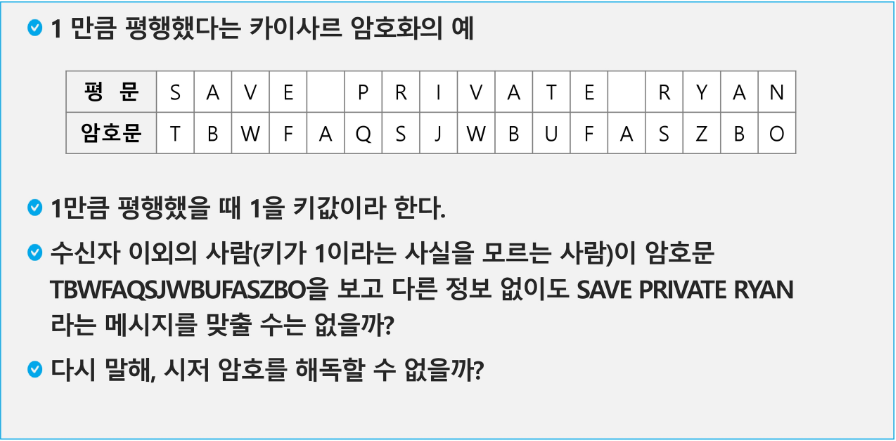 1 만큼 평행했다는 카이사르 암호화의 예
평 문 S A V E P R I V A T E R Y A N
암호문 T B W F A Q S J W B U F A S Z B O
1만큼 평행했을 때 1을 키값이라 한다.
수신자 이외의 사람(키가 1이라는 사실을 모르는 사람)이 암호문
TBWFAQSJWBUFASZBO을 보고 다른 정보 없이도 SAVE PRIVATE RYAN
라는 메시지를 맞출 수는 없을까?
다시 말해, 시저 암호를 해독할 수 없을까?